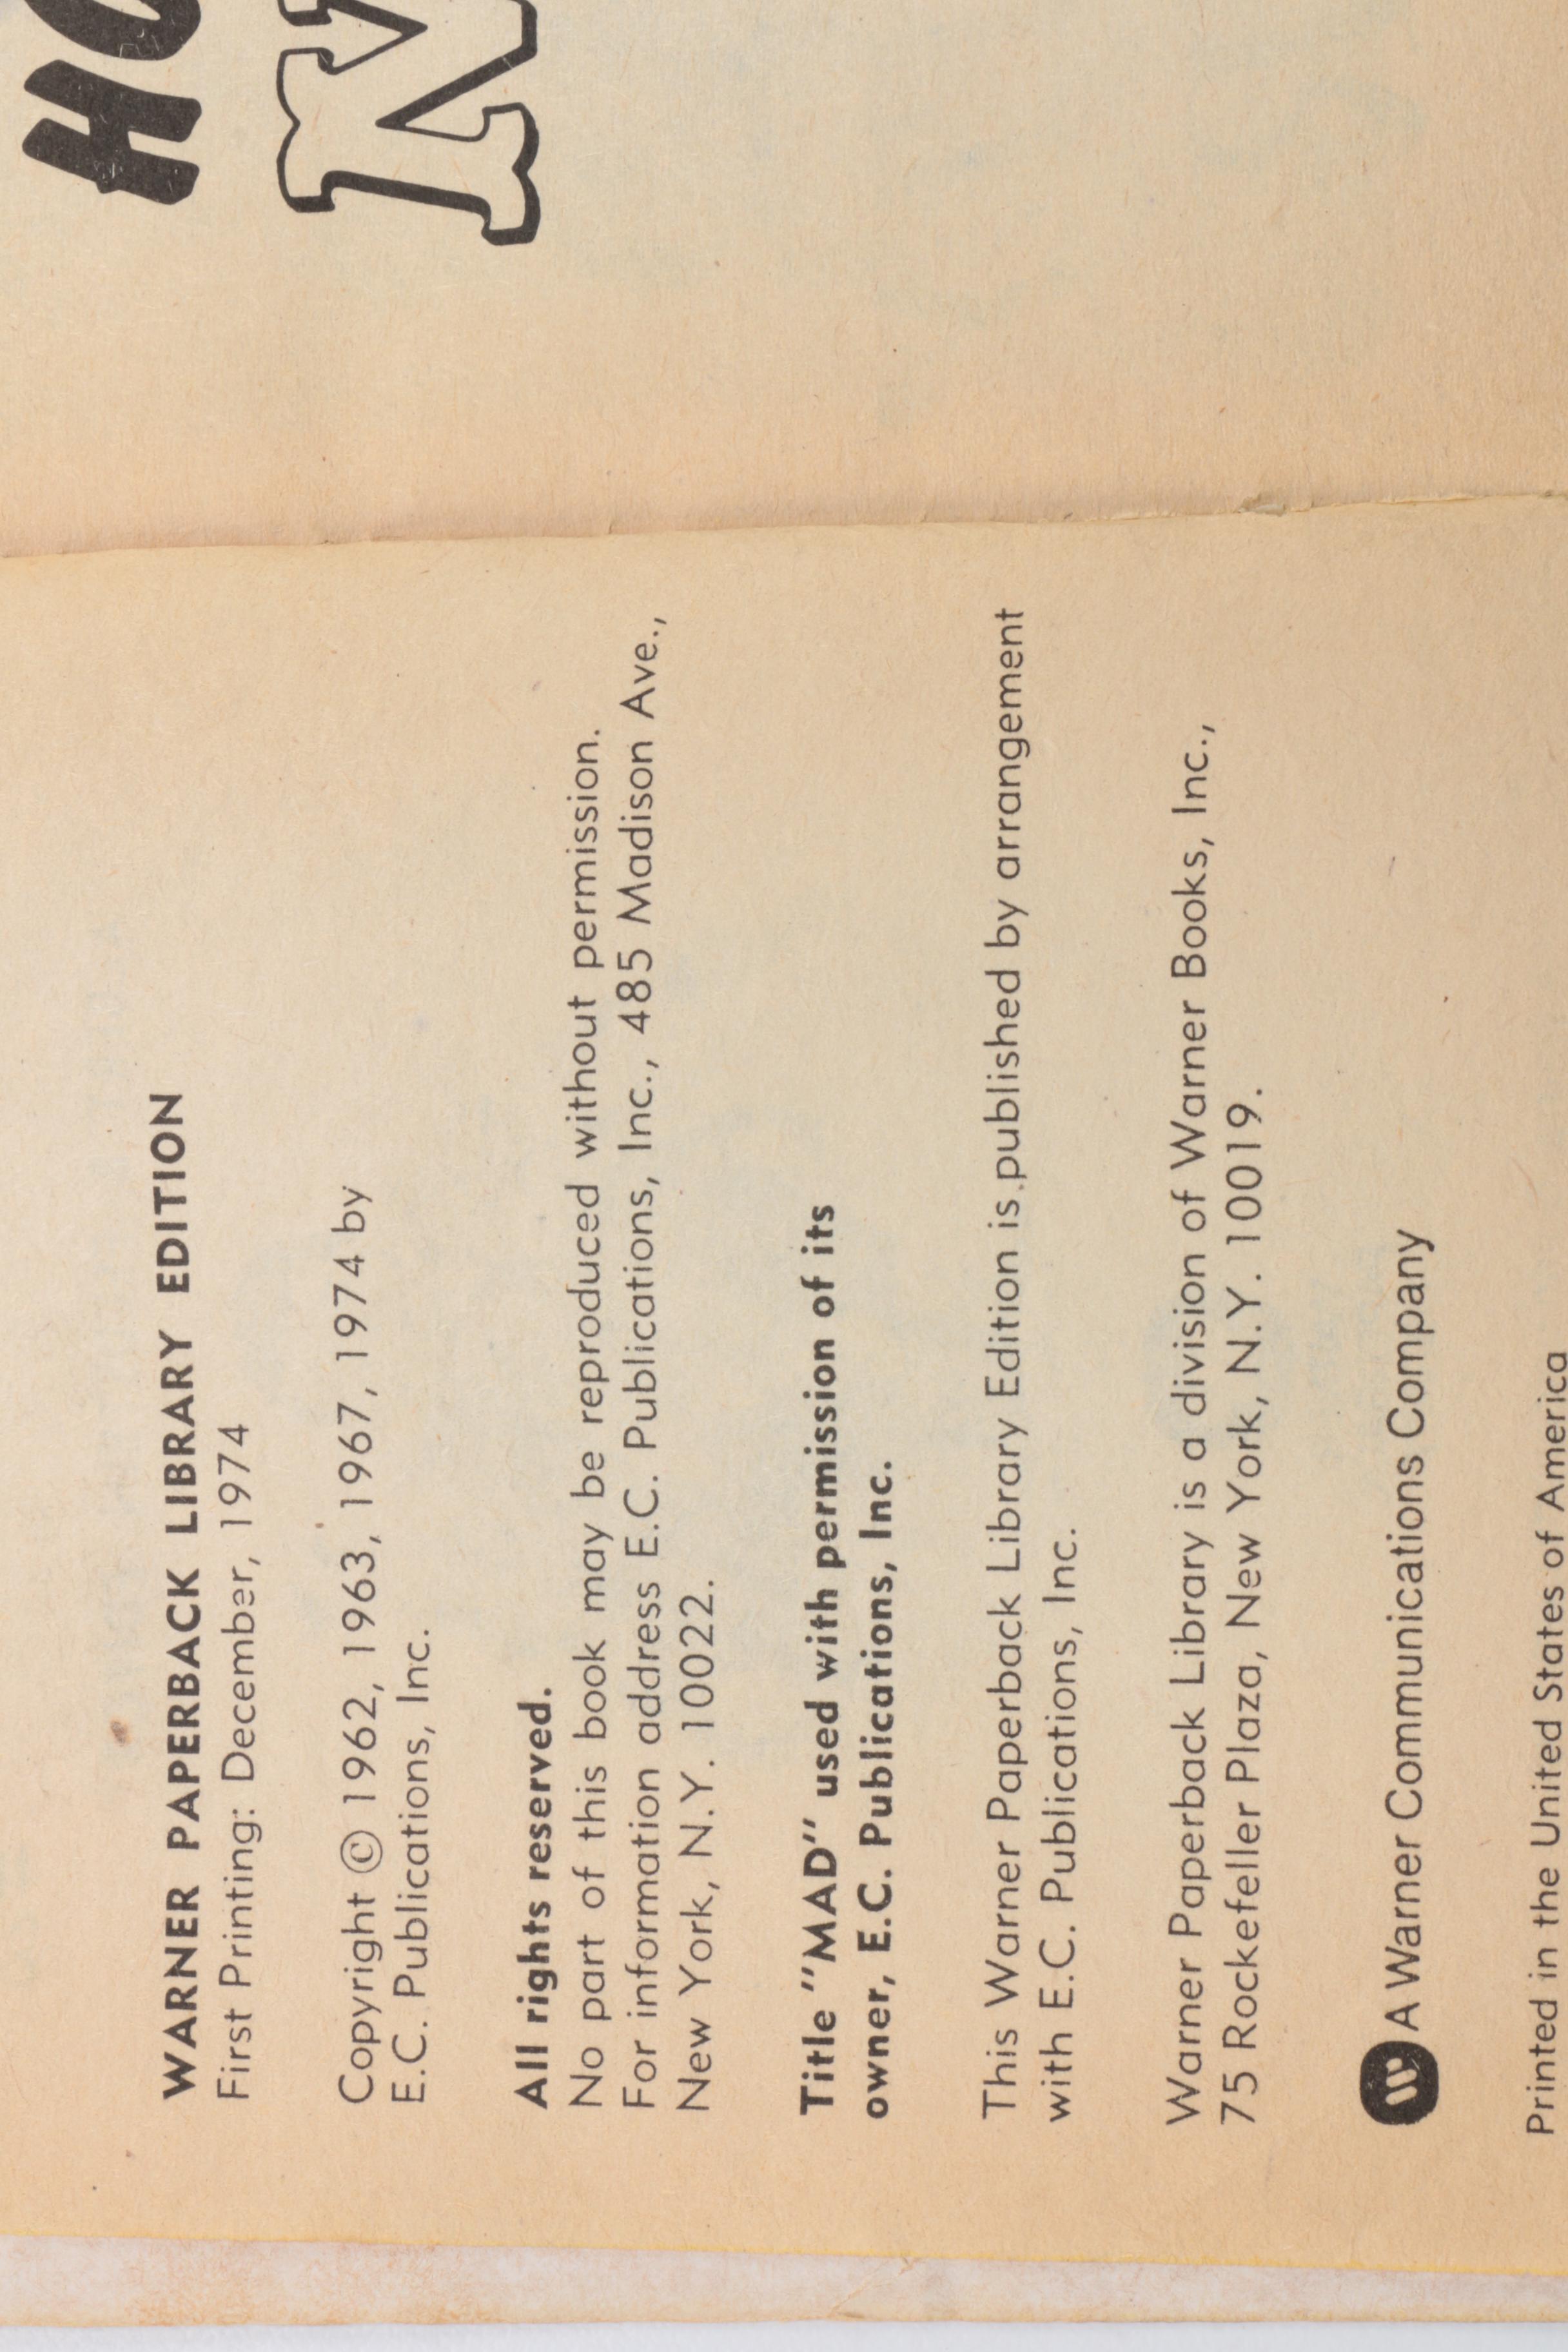 WARNER PAPERBACK LIBRARY EDITION
First Printing: December, 1974
Copyright © 1962, 1963, 1967, 1974 by
E.C. Publications, Inc.
All rights reserved.
No part of this book may be reproduced without permission.
For information address E.C. Publications, Inc., 485 Madison Ave.,
New York, N.Y. 10022.
Title "MAD" used with permission of its
owner, E.C. Publications, Inc.
This Warner Paperback Library Edition is published by arrangement
with E.C. Publications, Inc.
Warner Paperback Library is a division of Warner Books, Inc.,
75 Rockefeller Plaza, New York, N.Y. 10019.
A Warner Communications Company
Printed in the United States of America